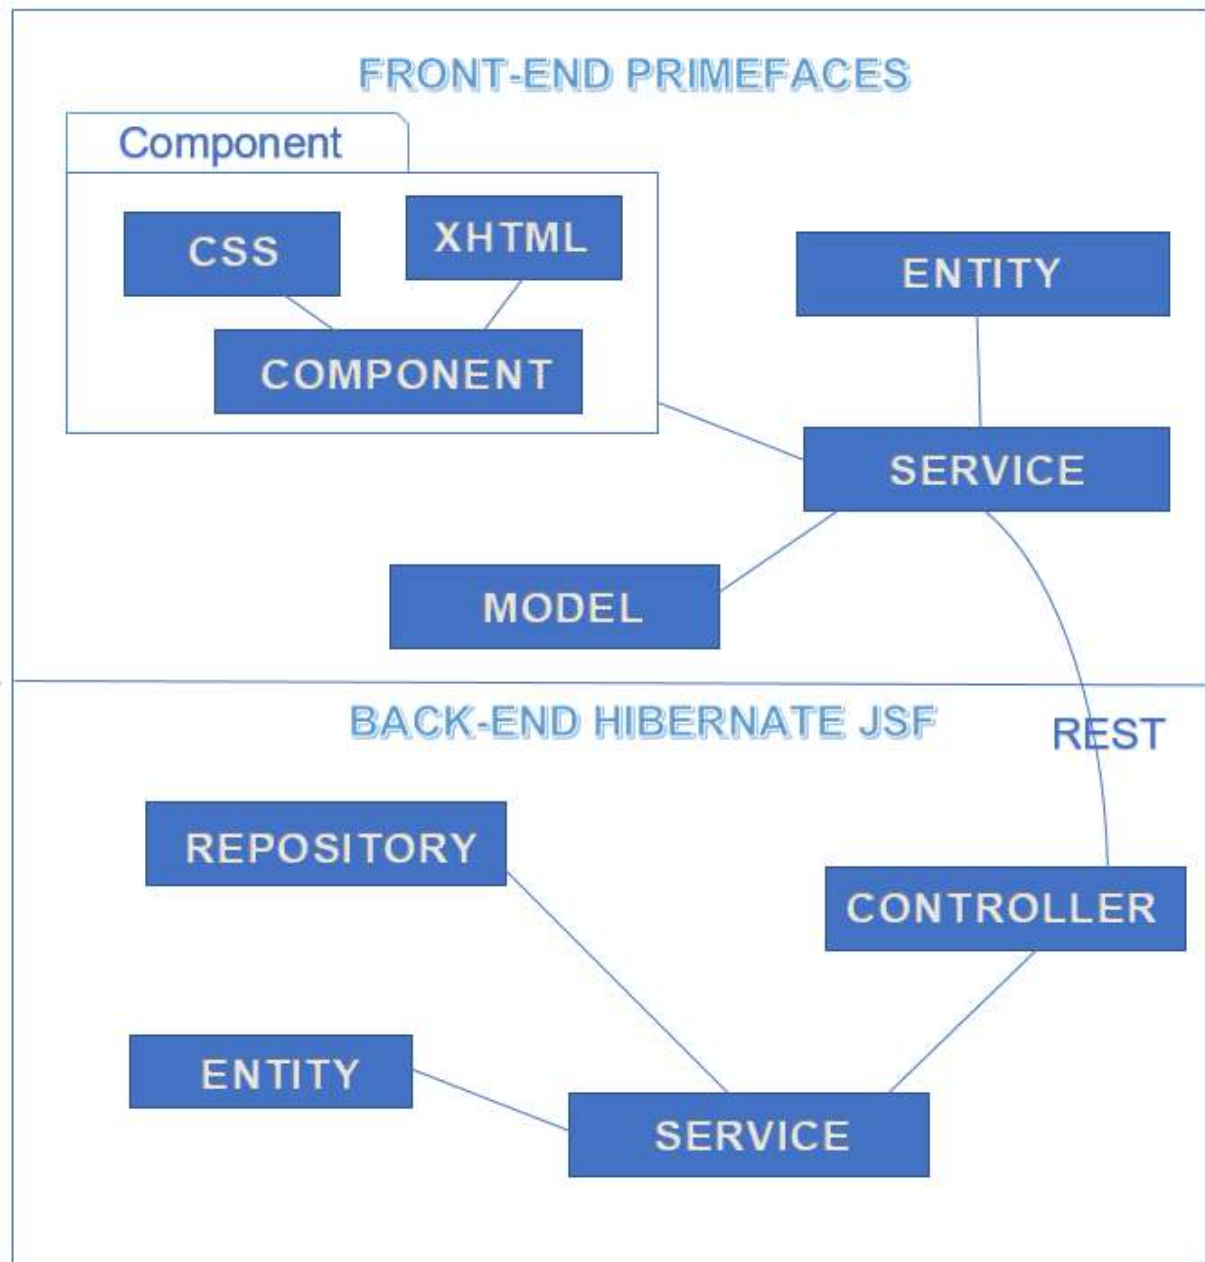 FRONT-END PRIMEFACES
Component
CSS
XHTML
COMPONENT
ENTITY
SERVICE
MODEL
BACK-END HIBERNATE JSF
REST
REPOSITORY
CONTROLLER
ENTITY
SERVICE